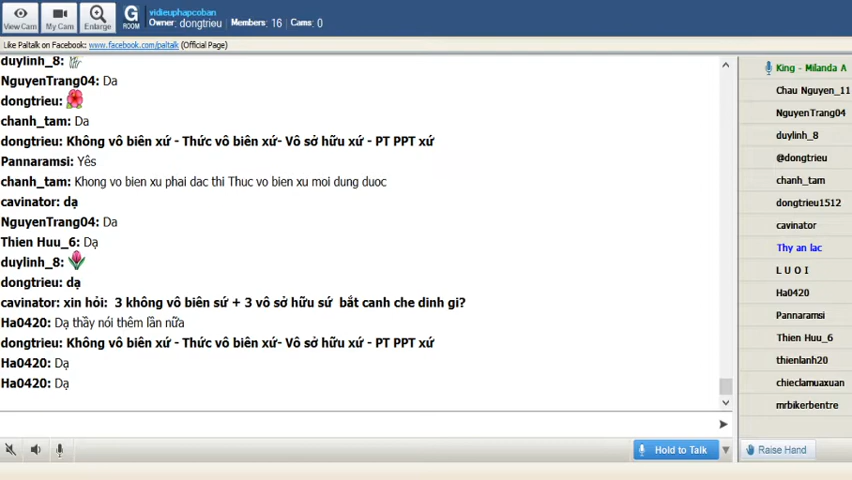 View Cam
My Cam
Enlarge
G
ROOM
vidieuphapcoban
Owner: dongtrieu Members: 16 Cams: 0
Like Paltalk on Facebook: www.facebook.com/paltalk (Official Page)
duylinh_8:
NguyenTrang04: Da
dongtrieu:
chanh_tam: Da
dongtrieu: Không vô biên xứ - Thức vô biên xứ- Vô sở hữu xứ - PT PPT xứ
Pannaramsi: Yês
chanh_tam: Khong vo bien xu phai dac thi Thuc vo bien xu moi dung duoc
cavinator: dạ
NguyenTrang04: Da
Thien Huu_6: Dạ
duylinh_8:
dongtrieu: dạ
cavinator: xin hỏi: 3 không vô biên sứ + 3 vô sở hữu sứ bắt canh che dinh gi?
Ha0420: Dạ thầy nói thêm lần nữa
dongtrieu: Không vô biên xứ - Thức vô biên xứ- Vô sở hữu xứ - PT PPT xứ
Ha0420: Dạ
Ha0420: Dạ
King - Milanda A
Chau Nguyen_11
NguyenTrang04
duylinh_8
@dongtrieu
chanh_tam
dongtrieu1512
cavinator
Thy an lac
L U O I
Ha0420
Pannaramsi
Thien Huu_6
thienlanh20
chieclamuaxuan
mrbikerbentre
Hold to Talk
Raise Hand